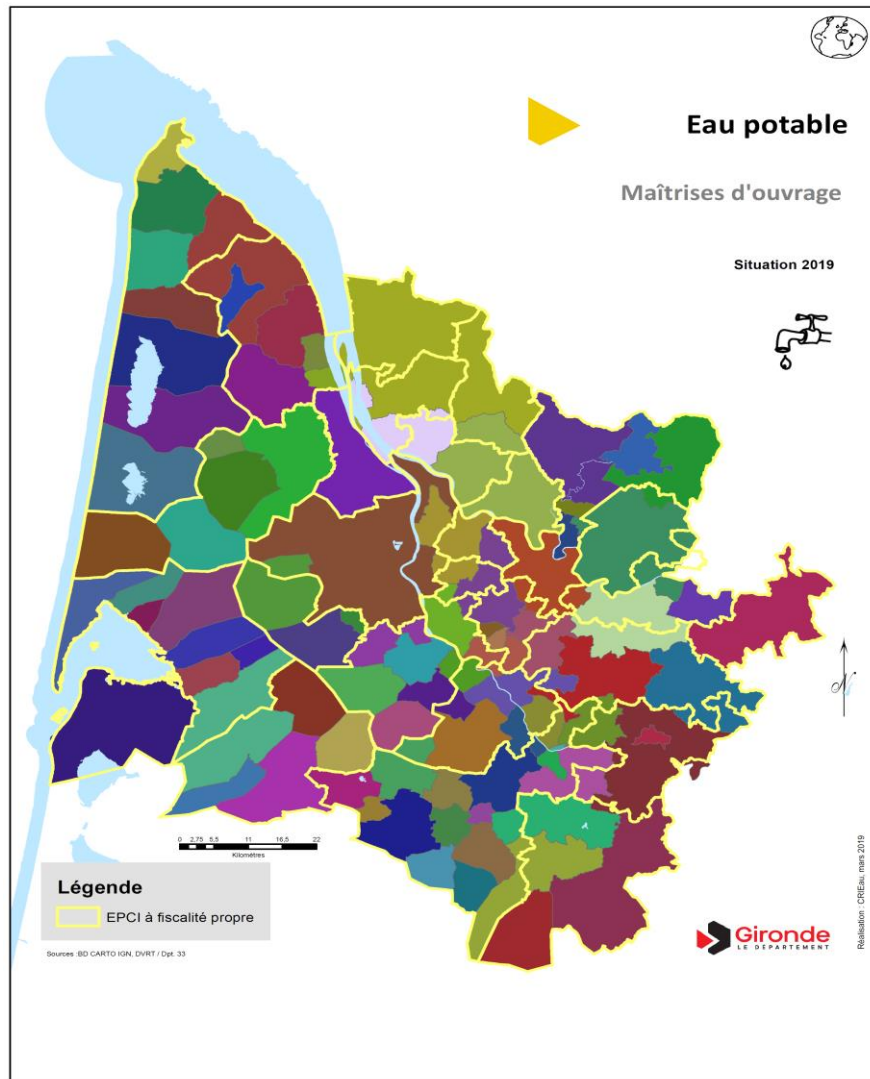 Eau potable
Maîtrises d'ouvrage
Situation 2019
0 2,75 5,5 11 16,5 22
Kilomètres
Légende
EPCI à fiscalité propre
Sources :BD CARTO IGN, DVRT / Dpt. 33
Gironde
LE DÉPARTEMENT
Réalisation : CRIEau, mars 2019
N